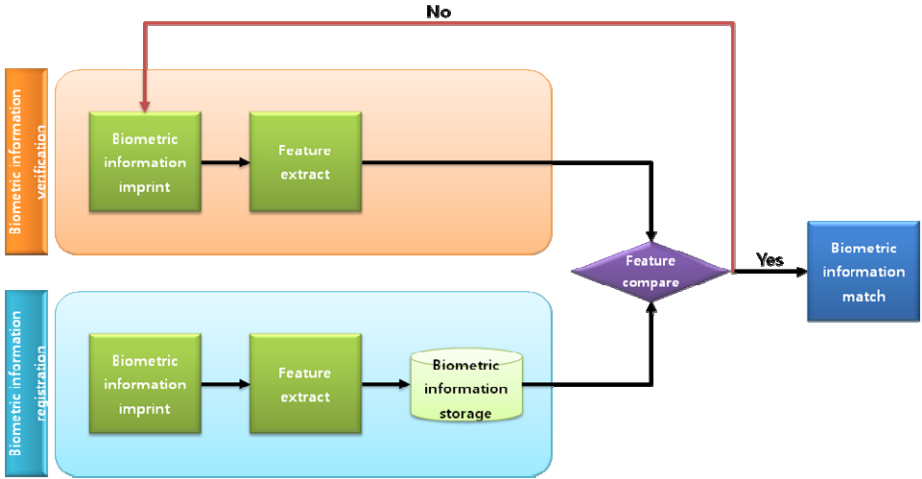 No
Biometric information
verification
Biometric
information
imprint
Feature
extract
Feature
compare
Yes
Biometric
information
match
Biometric information
registration
Biometric
information
imprint
Feature
extract
Biometric
information
storage